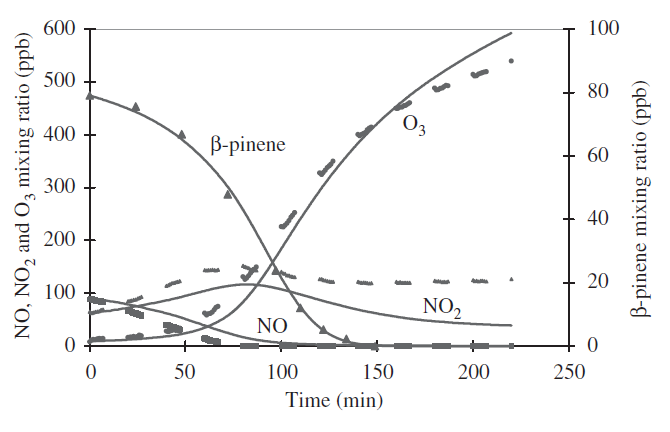 NO, NO2 and O3 mixing ratio (ppb)
600
500
400
300
200
100
0
100
80
60
40
20
0
β-pinene mixing ratio (ppb)
β-pinene
O3
NO2
NO
0 50 100 150 200 250
Time (min)